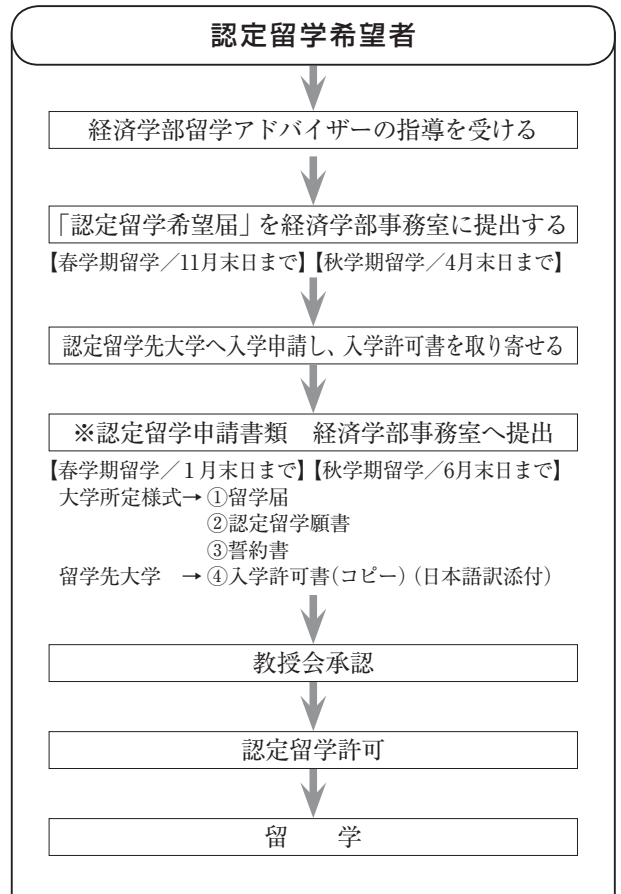 認定留学希望者
経済学部留学アドバイザーの指導を受ける
「認定留学希望届」を経済学部事務室に提出する
【春学期留学／11月末日まで】【秋学期留学／4月末日まで】
認定留学先大学へ入学申請し、入学許可書を取り寄せる
※認定留学申請書類　経済学部事務室へ提出
【春学期留学／1月末日まで】【秋学期留学／6月末日まで】
大学所定様式→ ①留学届
②認定留学願書
③誓約書
留学先大学　→ ④入学許可書（コピー）（日本語訳添付）
教授会承認
認定留学許可
留　　学